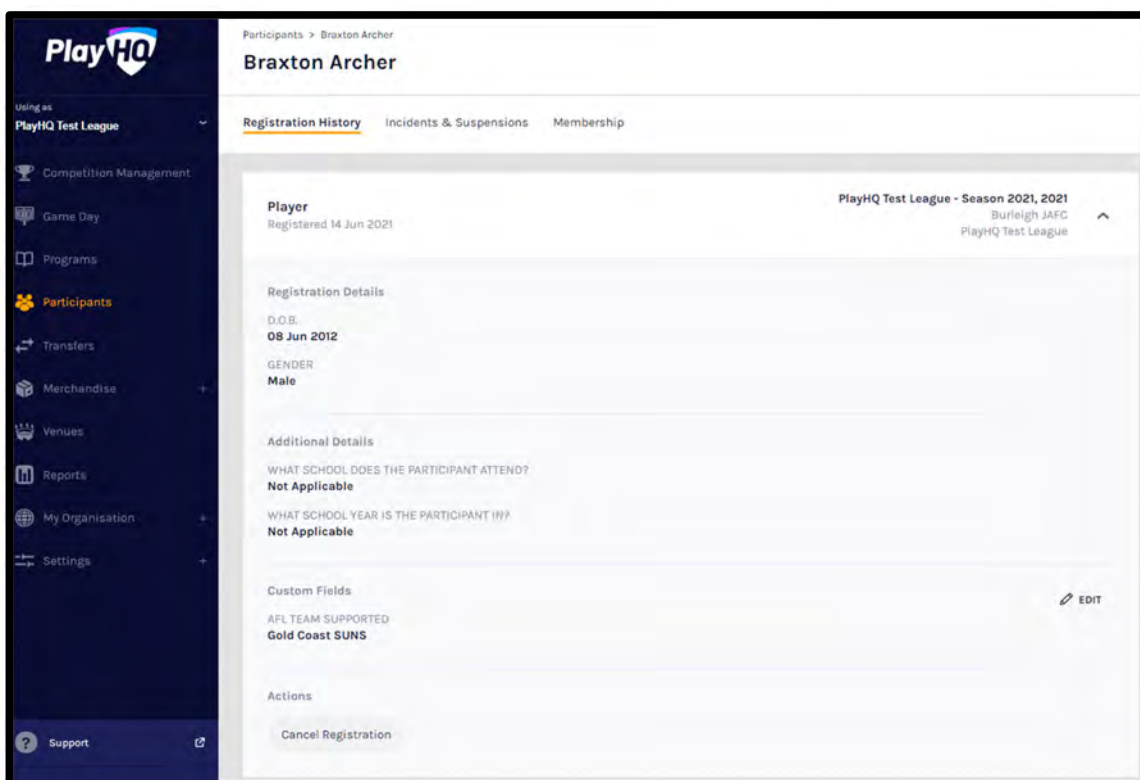 PlayHQ
Using as
PlayHQ Test League
Competition Management
Game Day
Programs
Participants
Transfers
Merchandise +
Venues
Reports
My Organisation +
Settings +
? Support
Participants > Braxton Archer
Braxton Archer
Registration History Incidents & Suspensions Membership
Player
Registered 14 Jun 2021
PlayHQ Test League - Season 2021, 2021
Burleigh JAFC
PlayHQ Test League
Registration Details
D.O.B.
08 Jun 2012
GENDER
Male
Additional Details
WHAT SCHOOL DOES THE PARTICIPANT ATTEND?
Not Applicable
WHAT SCHOOL YEAR IS THE PARTICIPANT IN?
Not Applicable
Custom Fields
EDIT
AFL TEAM SUPPORTED
Gold Coast SUNS
Actions
Cancel Registration